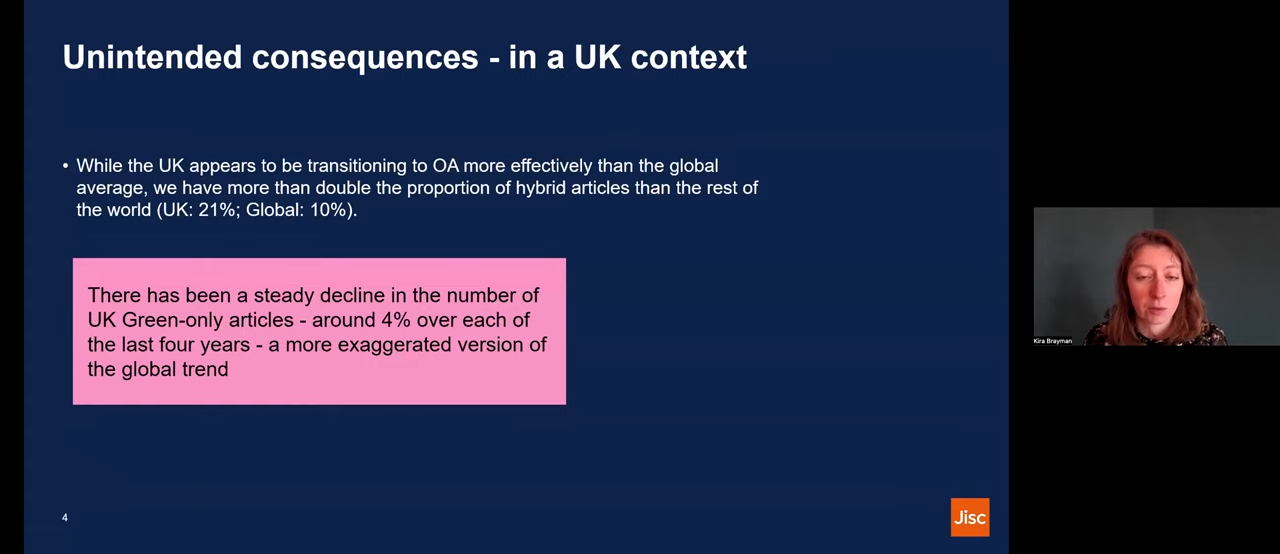 Unintended consequences - in a UK context
• While the UK appears to be transitioning to OA more effectively than the global
average, we have more than double the proportion of hybrid articles than the rest of
the world (UK: 21%; Global: 10%).
There has been a steady decline in the number of
UK Green-only articles - around 4% over each of
the last four years - a more exaggerated version of
the global trend
4
Jisc
Kira Brayman